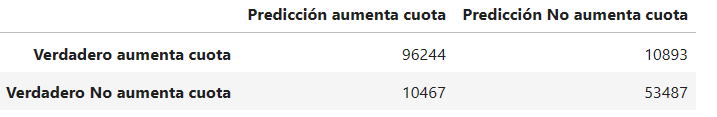 Predicción aumenta cuota Predicción No aumenta cuota
Verdadero aumenta cuota 96244 10893
Verdadero No aumenta cuota 10467 53487